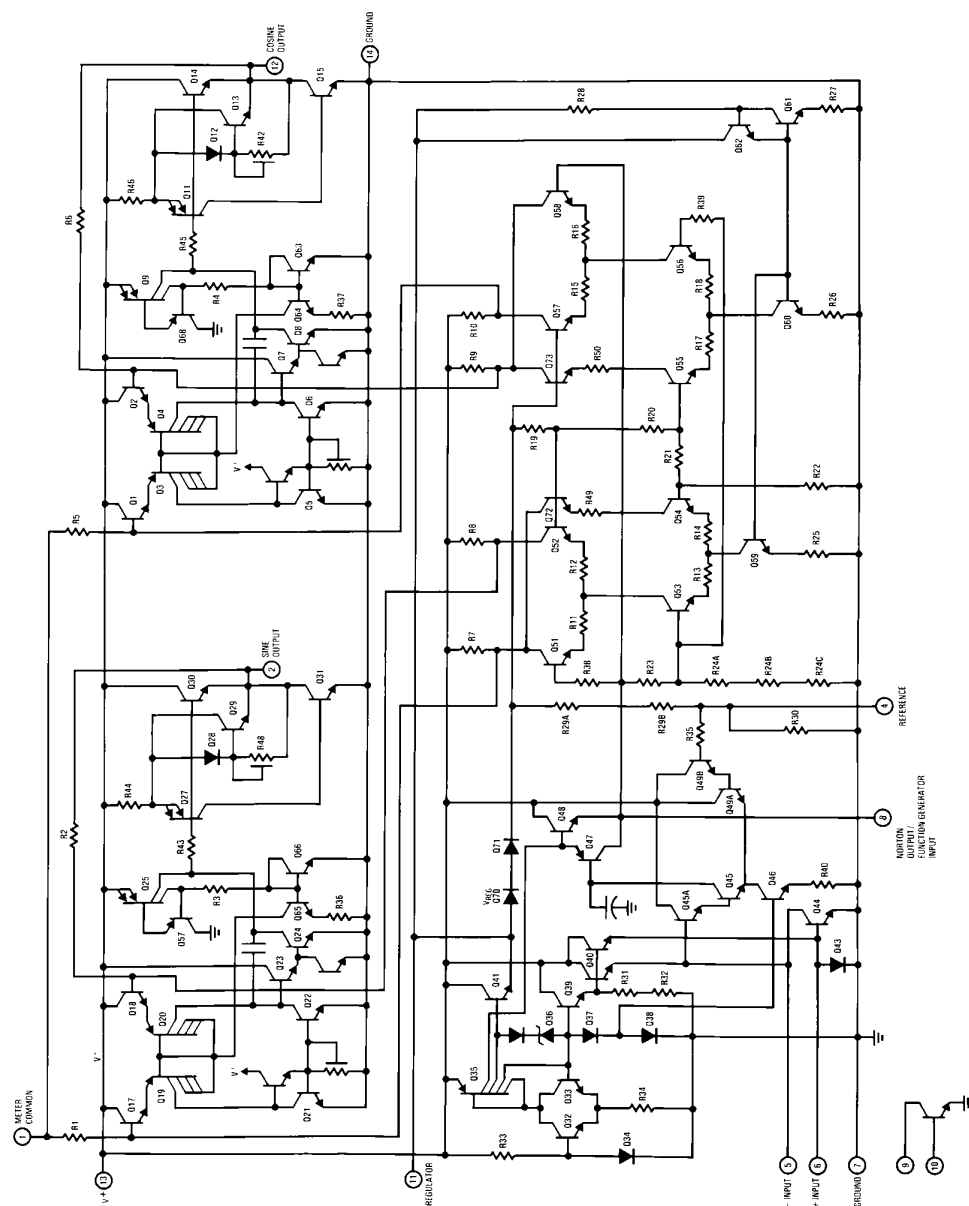 METER
COMMON
1
R1
V+
13
Q17
Q18
Q19
Q20
V-
V'
Q21
Q22
Q23
Q24
Q25
Q57
R3
Q65
Q66
R36
R43
R44
Q27
Q28
Q29
Q30
R48
Q31
R2
2
SINE
OUTPUT
R5
Q1
Q2
Q3
Q4
V'
Q5
Q6
Q7
Q8
Q9
Q68
R4
Q64
Q63
R37
R45
R46
Q11
Q12
Q13
Q14
R42
Q15
R6
12
COSINE
OUTPUT
14
GROUND
11
REGULATOR
R33
Q34
Q32
Q33
R34
Q35
Q36
Q37
Q38
Q39
Q40
Q41
R31
R32
VREG
Q70
Q71
Q47
Q48
Q45A
Q45
Q46
R40
Q44
Q43
Q49B
Q49A
R35
R29A
R29B
R30
R7
R8
R9
R10
Q51
Q52
Q72
R11
R12
R49
R19
R20
R21
R22
R23
R24A
R24B
R24C
Q53
Q54
R13
R14
Q59
R25
Q73
Q57
Q58
R50
R15
R16
Q55
Q56
R17
R18
R39
Q60
R26
R28
Q62
Q61
R27
4
REFERENCE
8
NORTON
OUTPUT/
FUNCTION GENERATOR
INPUT
5
- INPUT
6
+ INPUT
7
GROUND
9
10